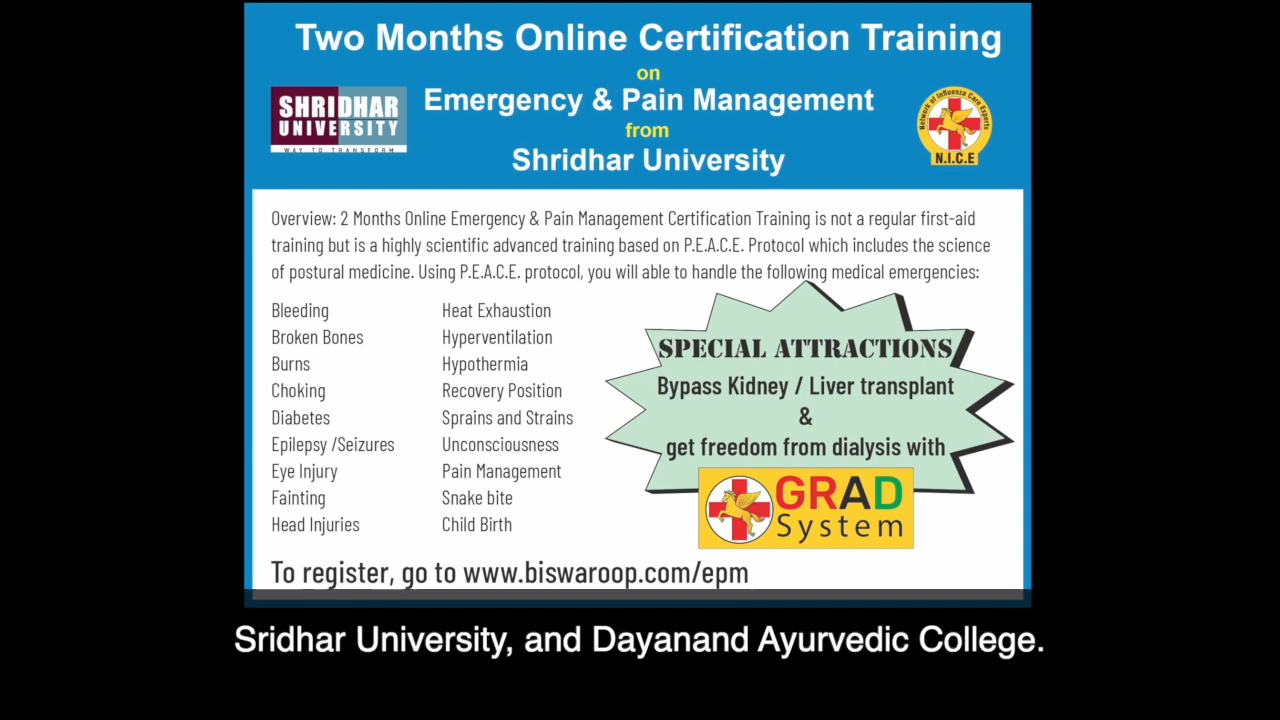 Two Months Online Certification Training
on
Emergency & Pain Management
from
Shridhar University
SHRIDHAR
UNIVERSITY
WAY TO TRANSFORM
Network of Influenza Care Experts
N.I.C.E
Overview: 2 Months Online Emergency & Pain Management Certification Training is not a regular first-aid
training but is a highly scientific advanced training based on P.E.A.C.E. Protocol which includes the science
of postural medicine. Using P.E.A.C.E. protocol, you will able to handle the following medical emergencies:
Bleeding
Broken Bones
Burns
Choking
Diabetes
Epilepsy /Seizures
Eye Injury
Fainting
Head Injuries
Heat Exhaustion
Hyperventilation
Hypothermia
Recovery Position
Sprains and Strains
Unconsciousness
Pain Management
Snake bite
Child Birth
SPECIAL ATTRACTIONS
Bypass Kidney / Liver transplant
&
get freedom from dialysis with
GRAD
System
To register, go to www.biswaroop.com/epm
Sridhar University, and Dayanand Ayurvedic College.